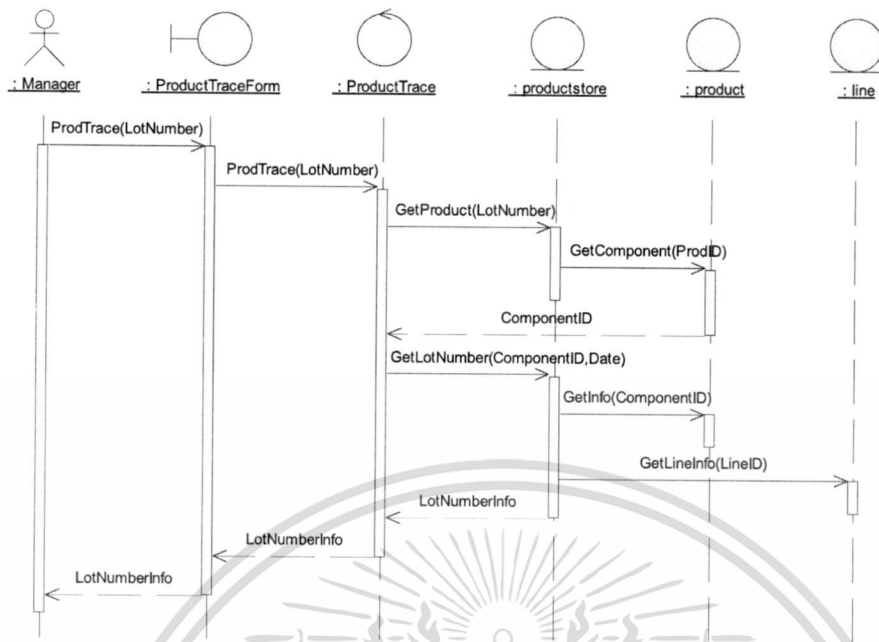 : Manager
: ProductTraceForm
: ProductTrace
: productstore
: product
: line
ProdTrace(LotNumber)
ProdTrace(LotNumber)
GetProduct(LotNumber)
GetComponent(ProdID)
ComponentID
GetLotNumber(ComponentID,Date)
GetInfo(ComponentID)
GetLineInfo(LineID)
LotNumberInfo
LotNumberInfo
LotNumberInfo